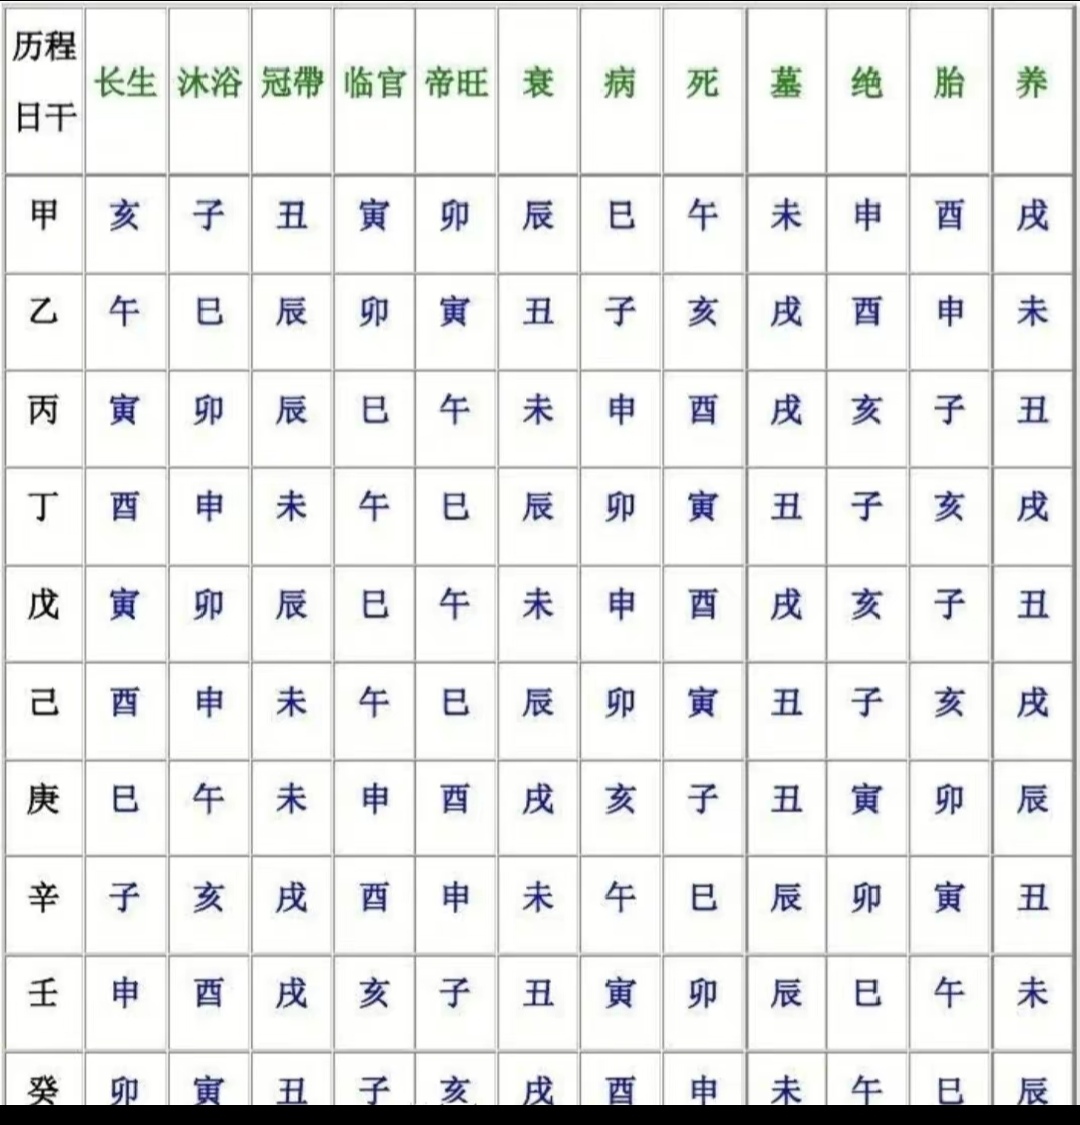 历程 日干 长生 沐浴 冠帶 临官 帝旺 衰 病 死 墓 绝 胎 养
甲 亥 子 丑 寅 卯 辰 巳 午 未 申 酉 戌
乙 午 巳 辰 卯 寅 丑 子 亥 戌 酉 申 未
丙 寅 卯 辰 巳 午 未 申 酉 戌 亥 子 丑
丁 酉 申 未 午 巳 辰 卯 寅 丑 子 亥 戌
戊 寅 卯 辰 巳 午 未 申 酉 戌 亥 子 丑
己 酉 申 未 午 巳 辰 卯 寅 丑 子 亥 戌
庚 巳 午 未 申 酉 戌 亥 子 丑 寅 卯 辰
辛 子 亥 戌 酉 申 未 午 巳 辰 卯 寅 丑
壬 申 酉 戌 亥 子 丑 寅 卯 辰 巳 午 未
癸 卯 寅 丑 子 亥 戌 酉 申 未 午 巳 辰